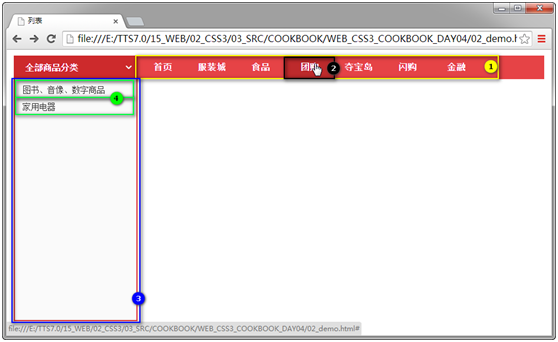 列表
file:///E:/TTS7.0/15_WEB/02_CSS3/03_SRC/COOKBOOK/WEB_CSS3_COOKBOOK_DAY04/02_demo.h
全部商品分类 首页 服装城 食品 团购 2 夺宝岛 闪购 金融 1
图书、音像、数字商品
4
家用电器
3
file:///E:/TTS7.0/15_WEB/02_CSS3/03_SRC/COOKBOOK/WEB_CSS3_COOKBOOK_DAY04/02_demo.html#